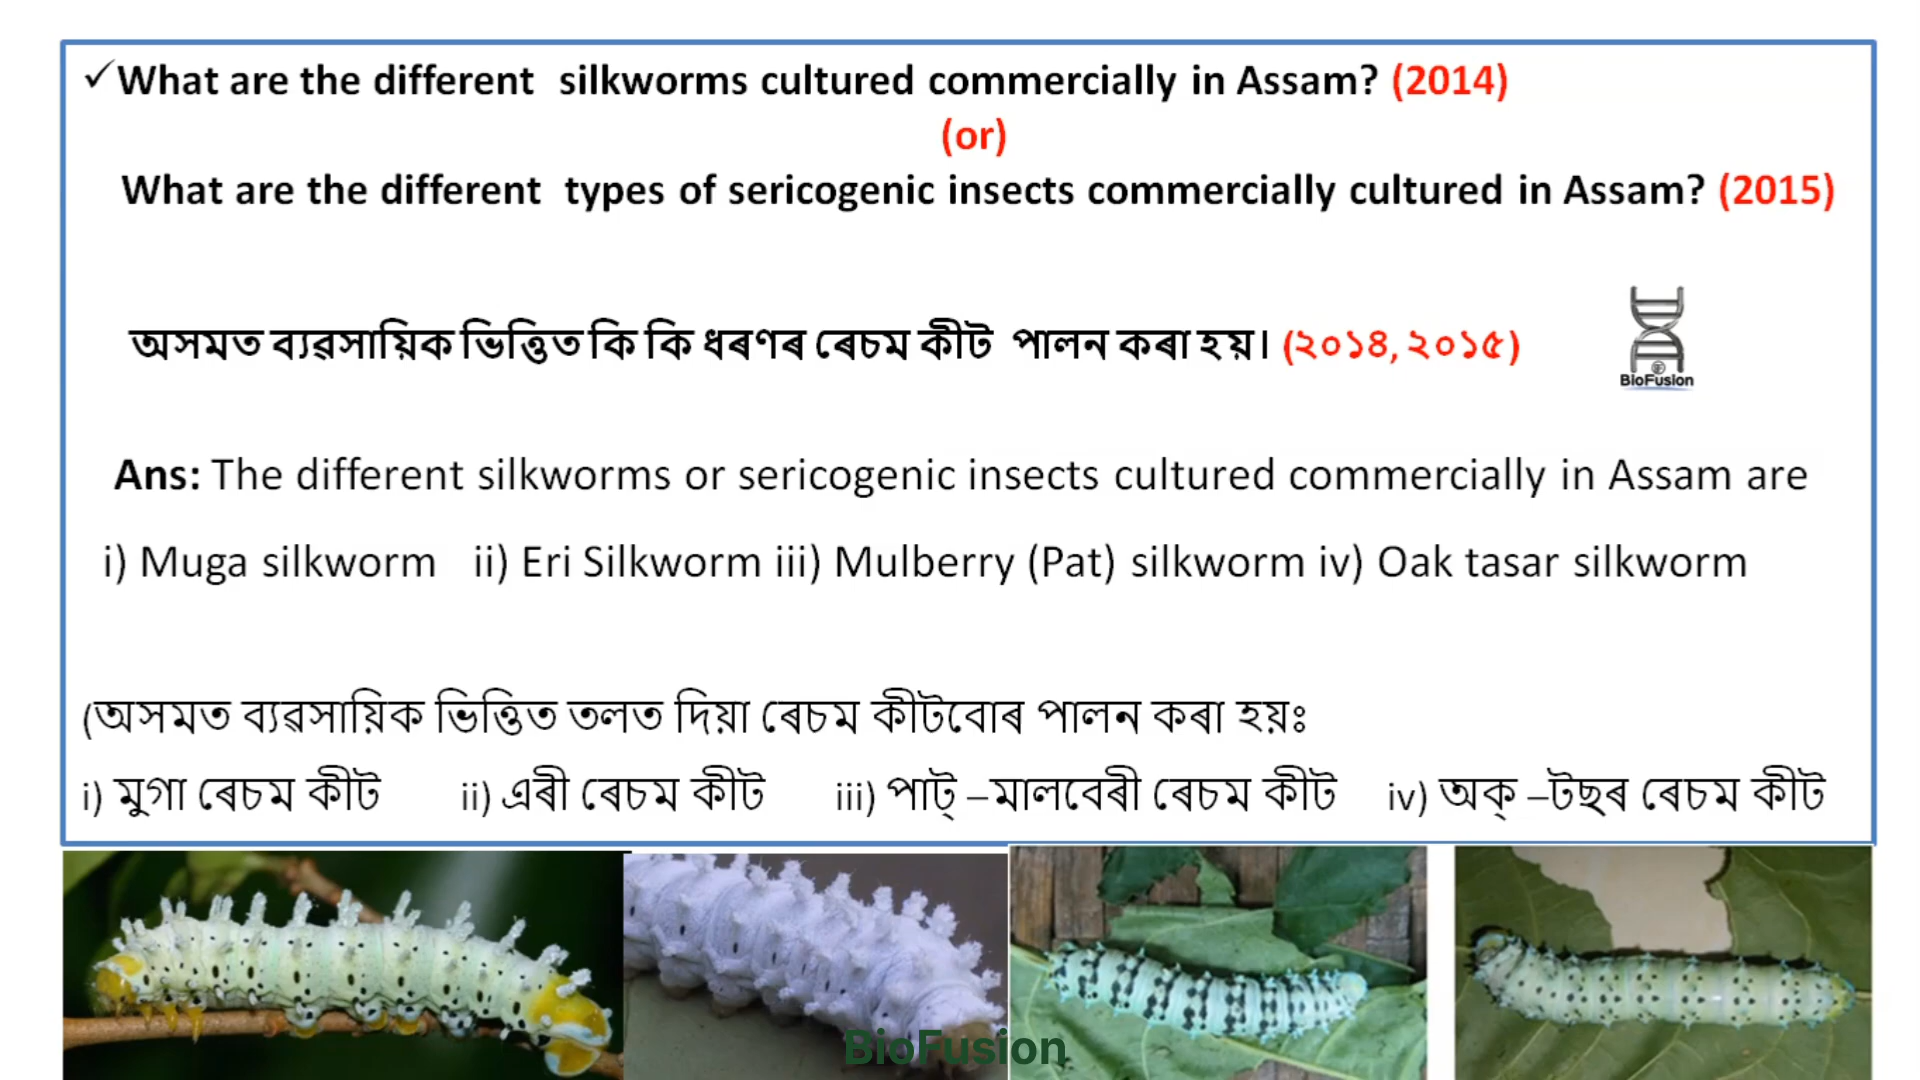 ✓What are the different silkworms cultured commercially in Assam? (2014)
(or)
What are the different types of sericogenic insects commercially cultured in Assam? (2015)
অসমত ব্যৱসায়িক ভিত্তিত কি কি ধৰণৰ ৰেচম কীট পালন কৰা হয়। (২০১৪, ২০১৫)
BioFusion
Ans: The different silkworms or sericogenic insects cultured commercially in Assam are
i) Muga silkworm ii) Eri Silkworm iii) Mulberry (Pat) silkworm iv) Oak tasar silkworm
(অসমত ব্যৱসায়িক ভিত্তিত তলত দিয়া ৰেচম কীটবোৰ পালন কৰা হয়ঃ
i) মুগা ৰেচম কীট ii) এৰী ৰেচম কীট iii) পাট্ –মালবেৰী ৰেচম কীট iv) অক্ –টছৰ ৰেচম কীট
BioFusion